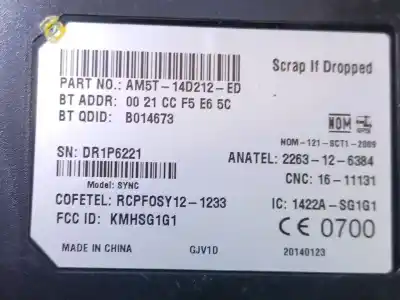 Scrap If Dropped
PART NO.: AM5T-14D212-ED
BT ADDR: 00 21 CC F5 E6 5C
BT QDID: B014673
NOM
NOM-121-SCT1-2009
SN: DR1P6221
ANATEL: 2263-12-6384
Model: SYNC
CNC: 16-11131
COFETEL: RCPFOSY12-1233
IC: 1422A-SG1G1
FCC ID: KMHSG1G1
CE 0700
MADE IN CHINA
GJV1D
20140123